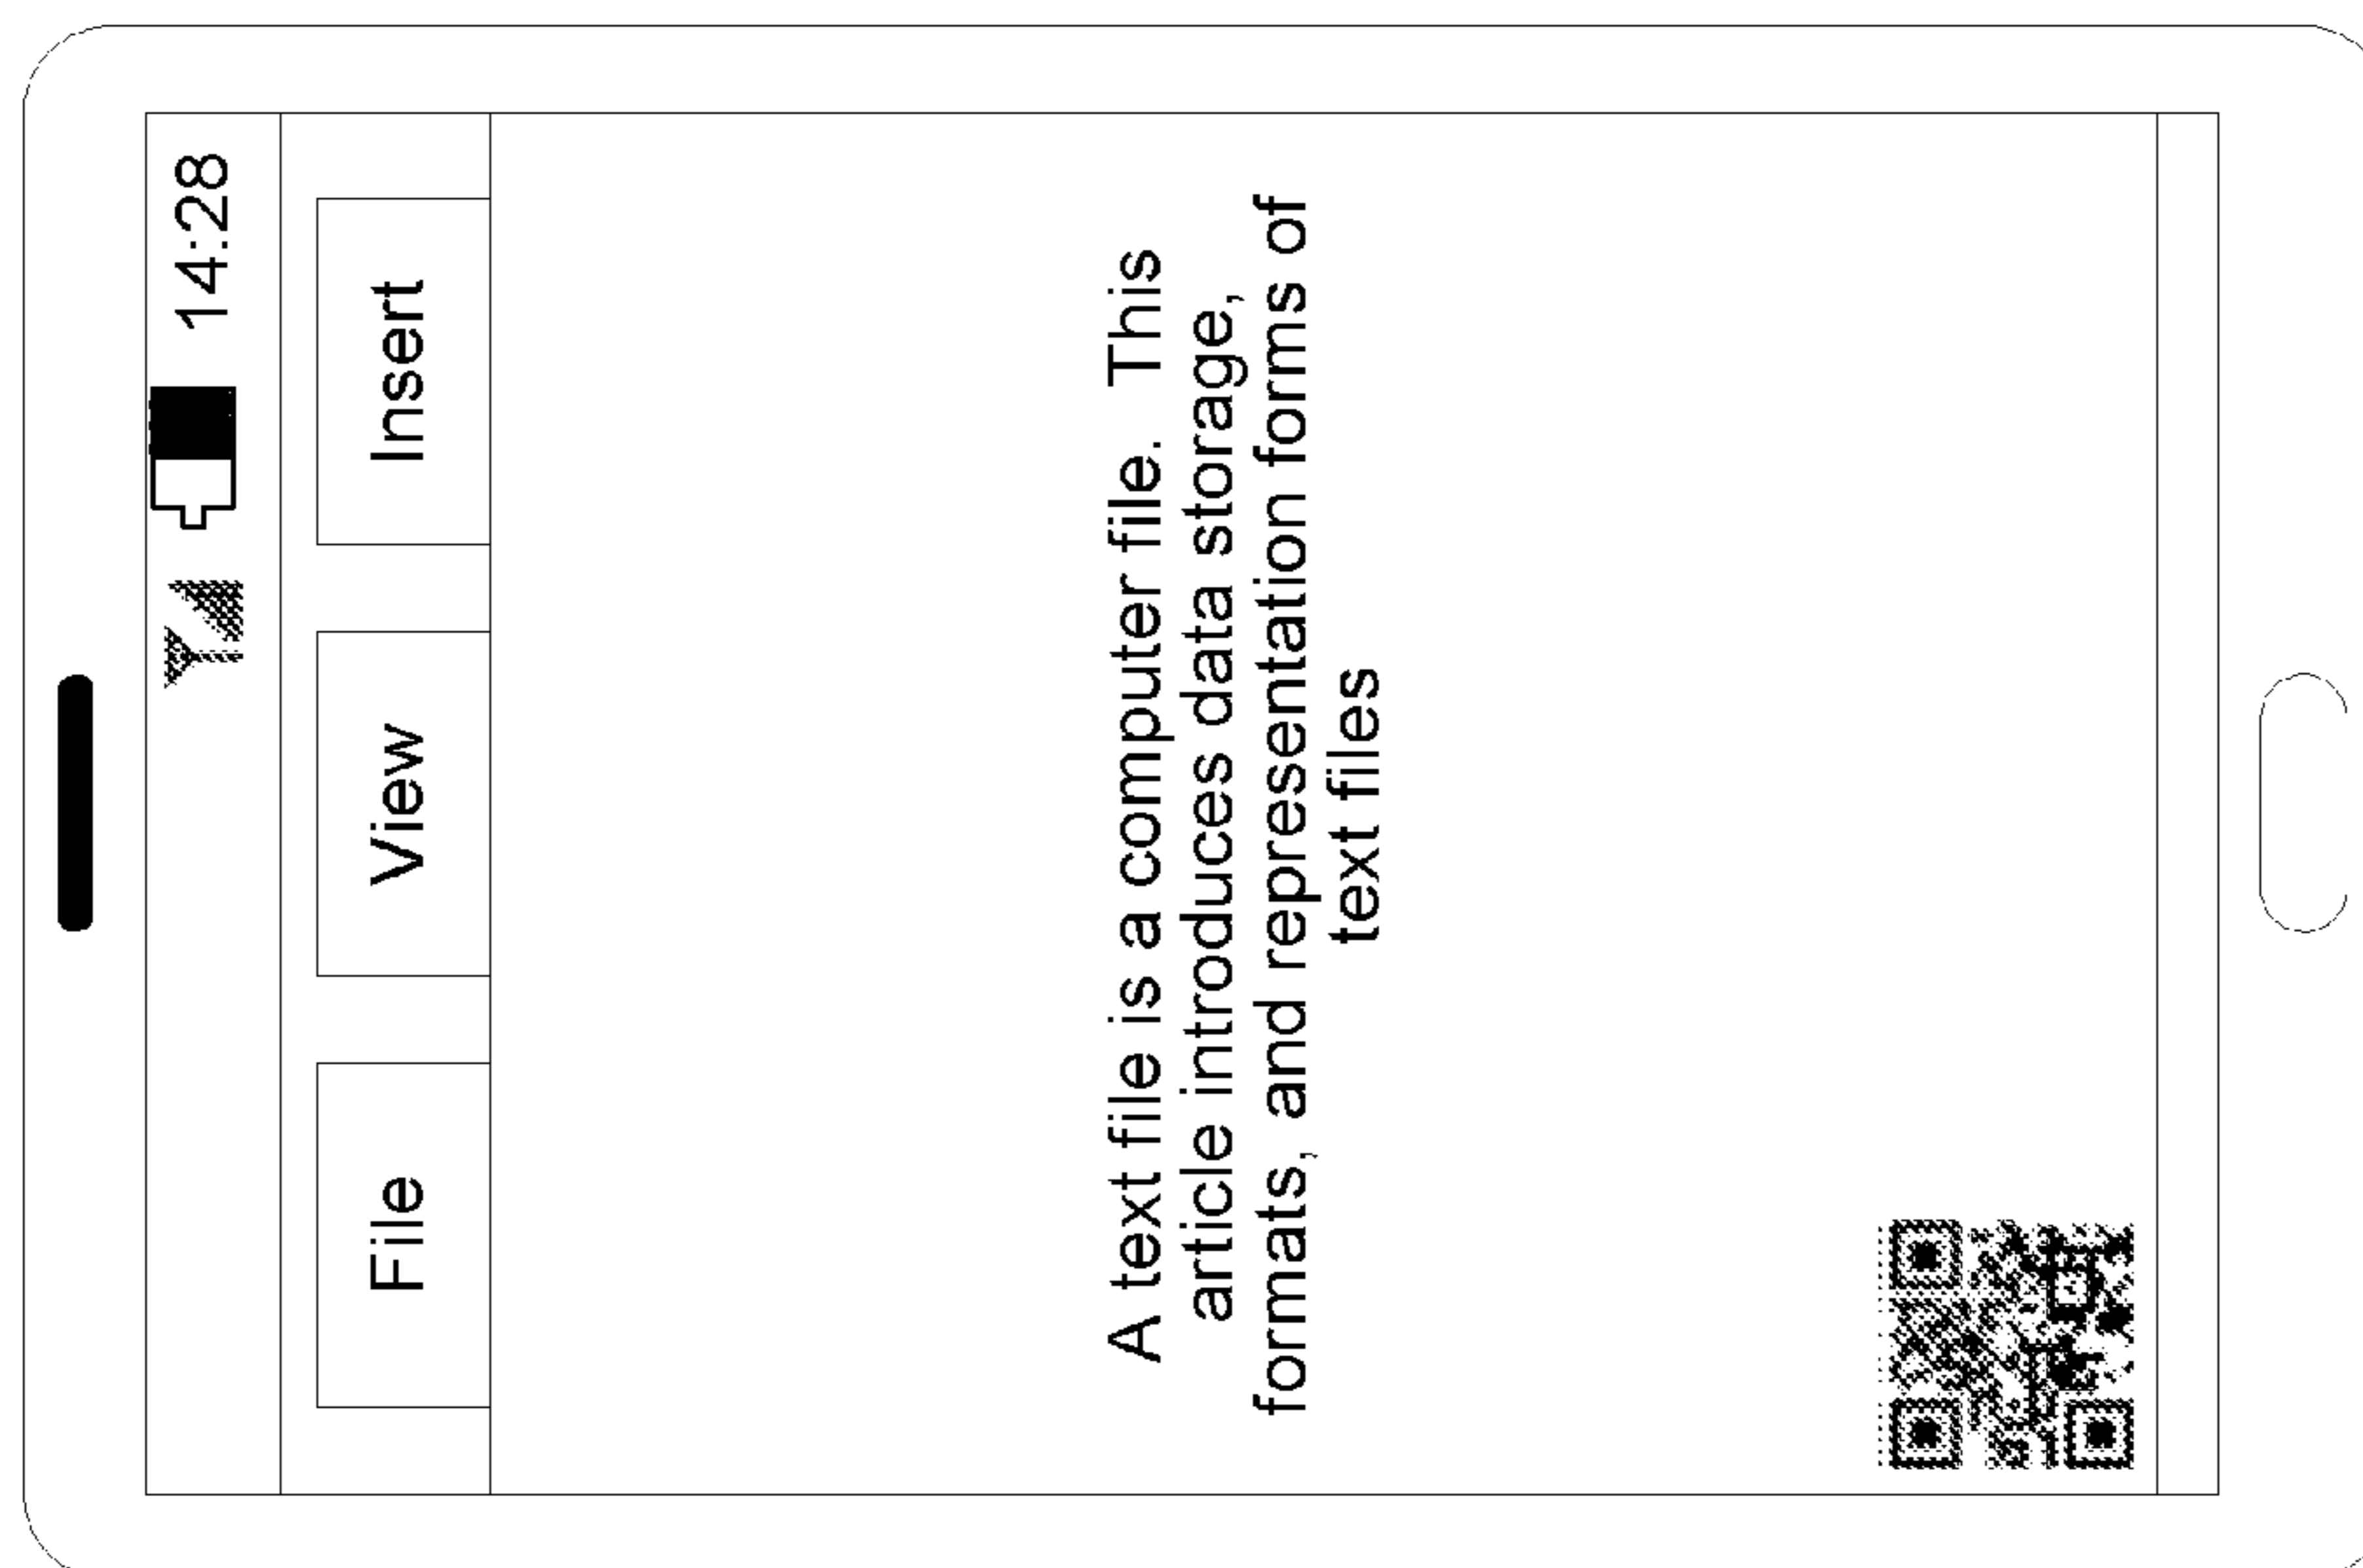 14:28
File View Insert
A text file is a computer file. This
article introduces data storage,
formats, and representation forms of
text files